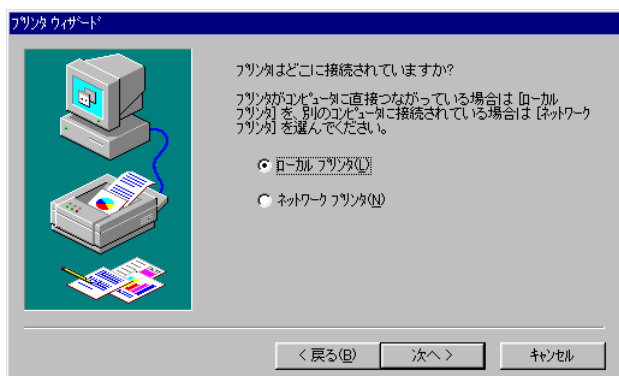 プリンタ ウィザード
プリンタはどこに接続されていますか?
プリンタがコンピュータに直接つながっている場合は [ローカル
プリンタ] を、別のコンピュータに接続されている場合は [ネットワーク
プリンタ] を選んでください。
ローカル プリンタ(L)
ネットワーク プリンタ(N)
< 戻る(B)
次へ >
キャンセル